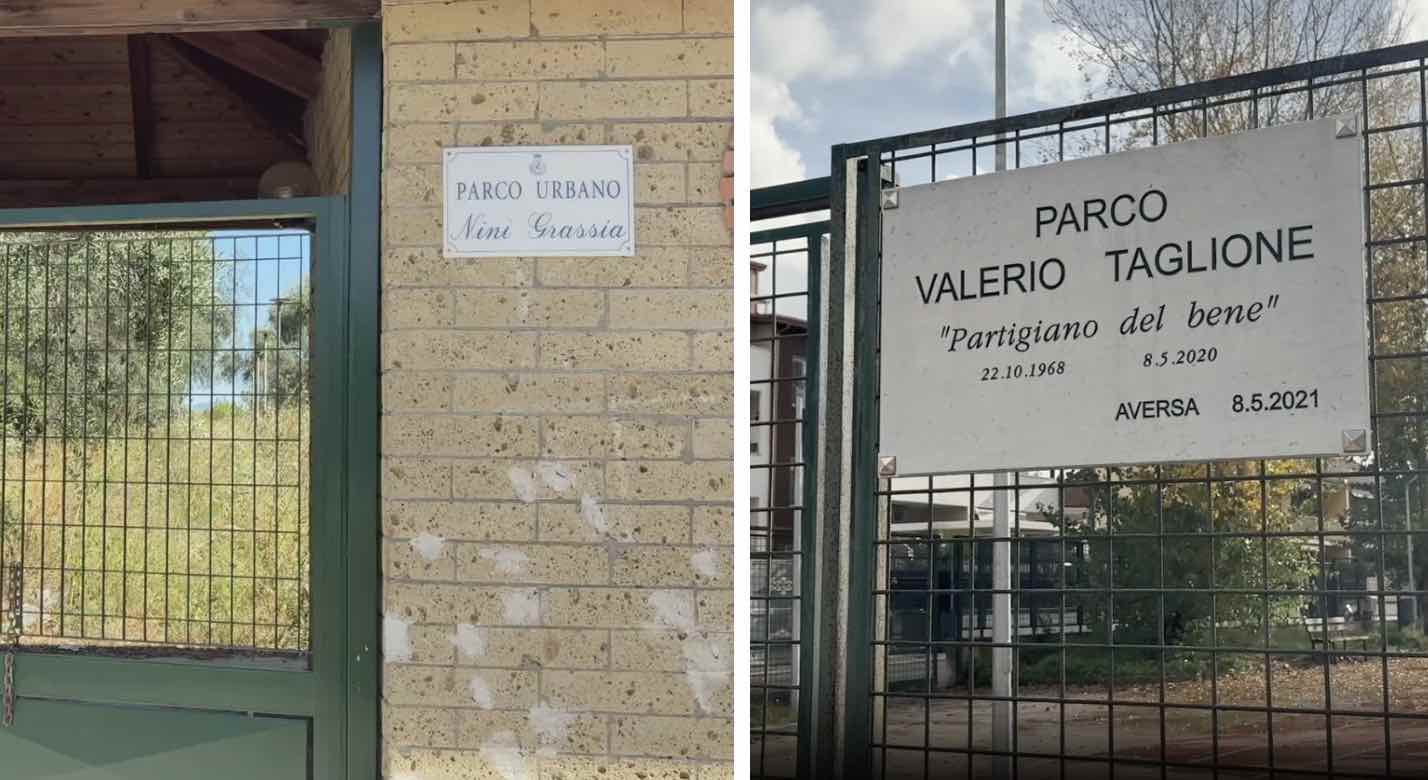 PARCO URBANO
Ninì Grassia
PARCO
VALERIO TAGLIONE
"Partigiano del bene"
22.10.1968 8.5.2020
AVERSA 8.5.2021